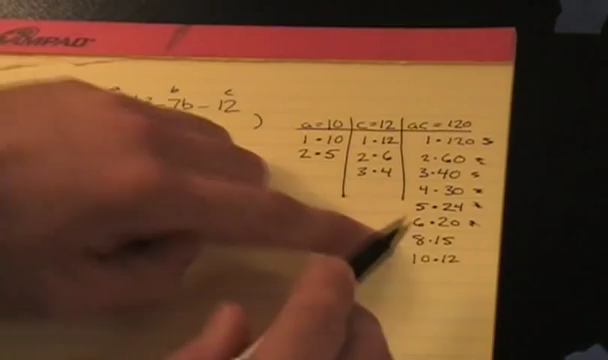 AMPAD
b c
-7b-12
)
a=10 c=12 ac=120
1·10 1·12 1·120 s
2·5 2·6 2·60
3·4 3·40 s
4·30
5·24
6·20
8·15
10·12